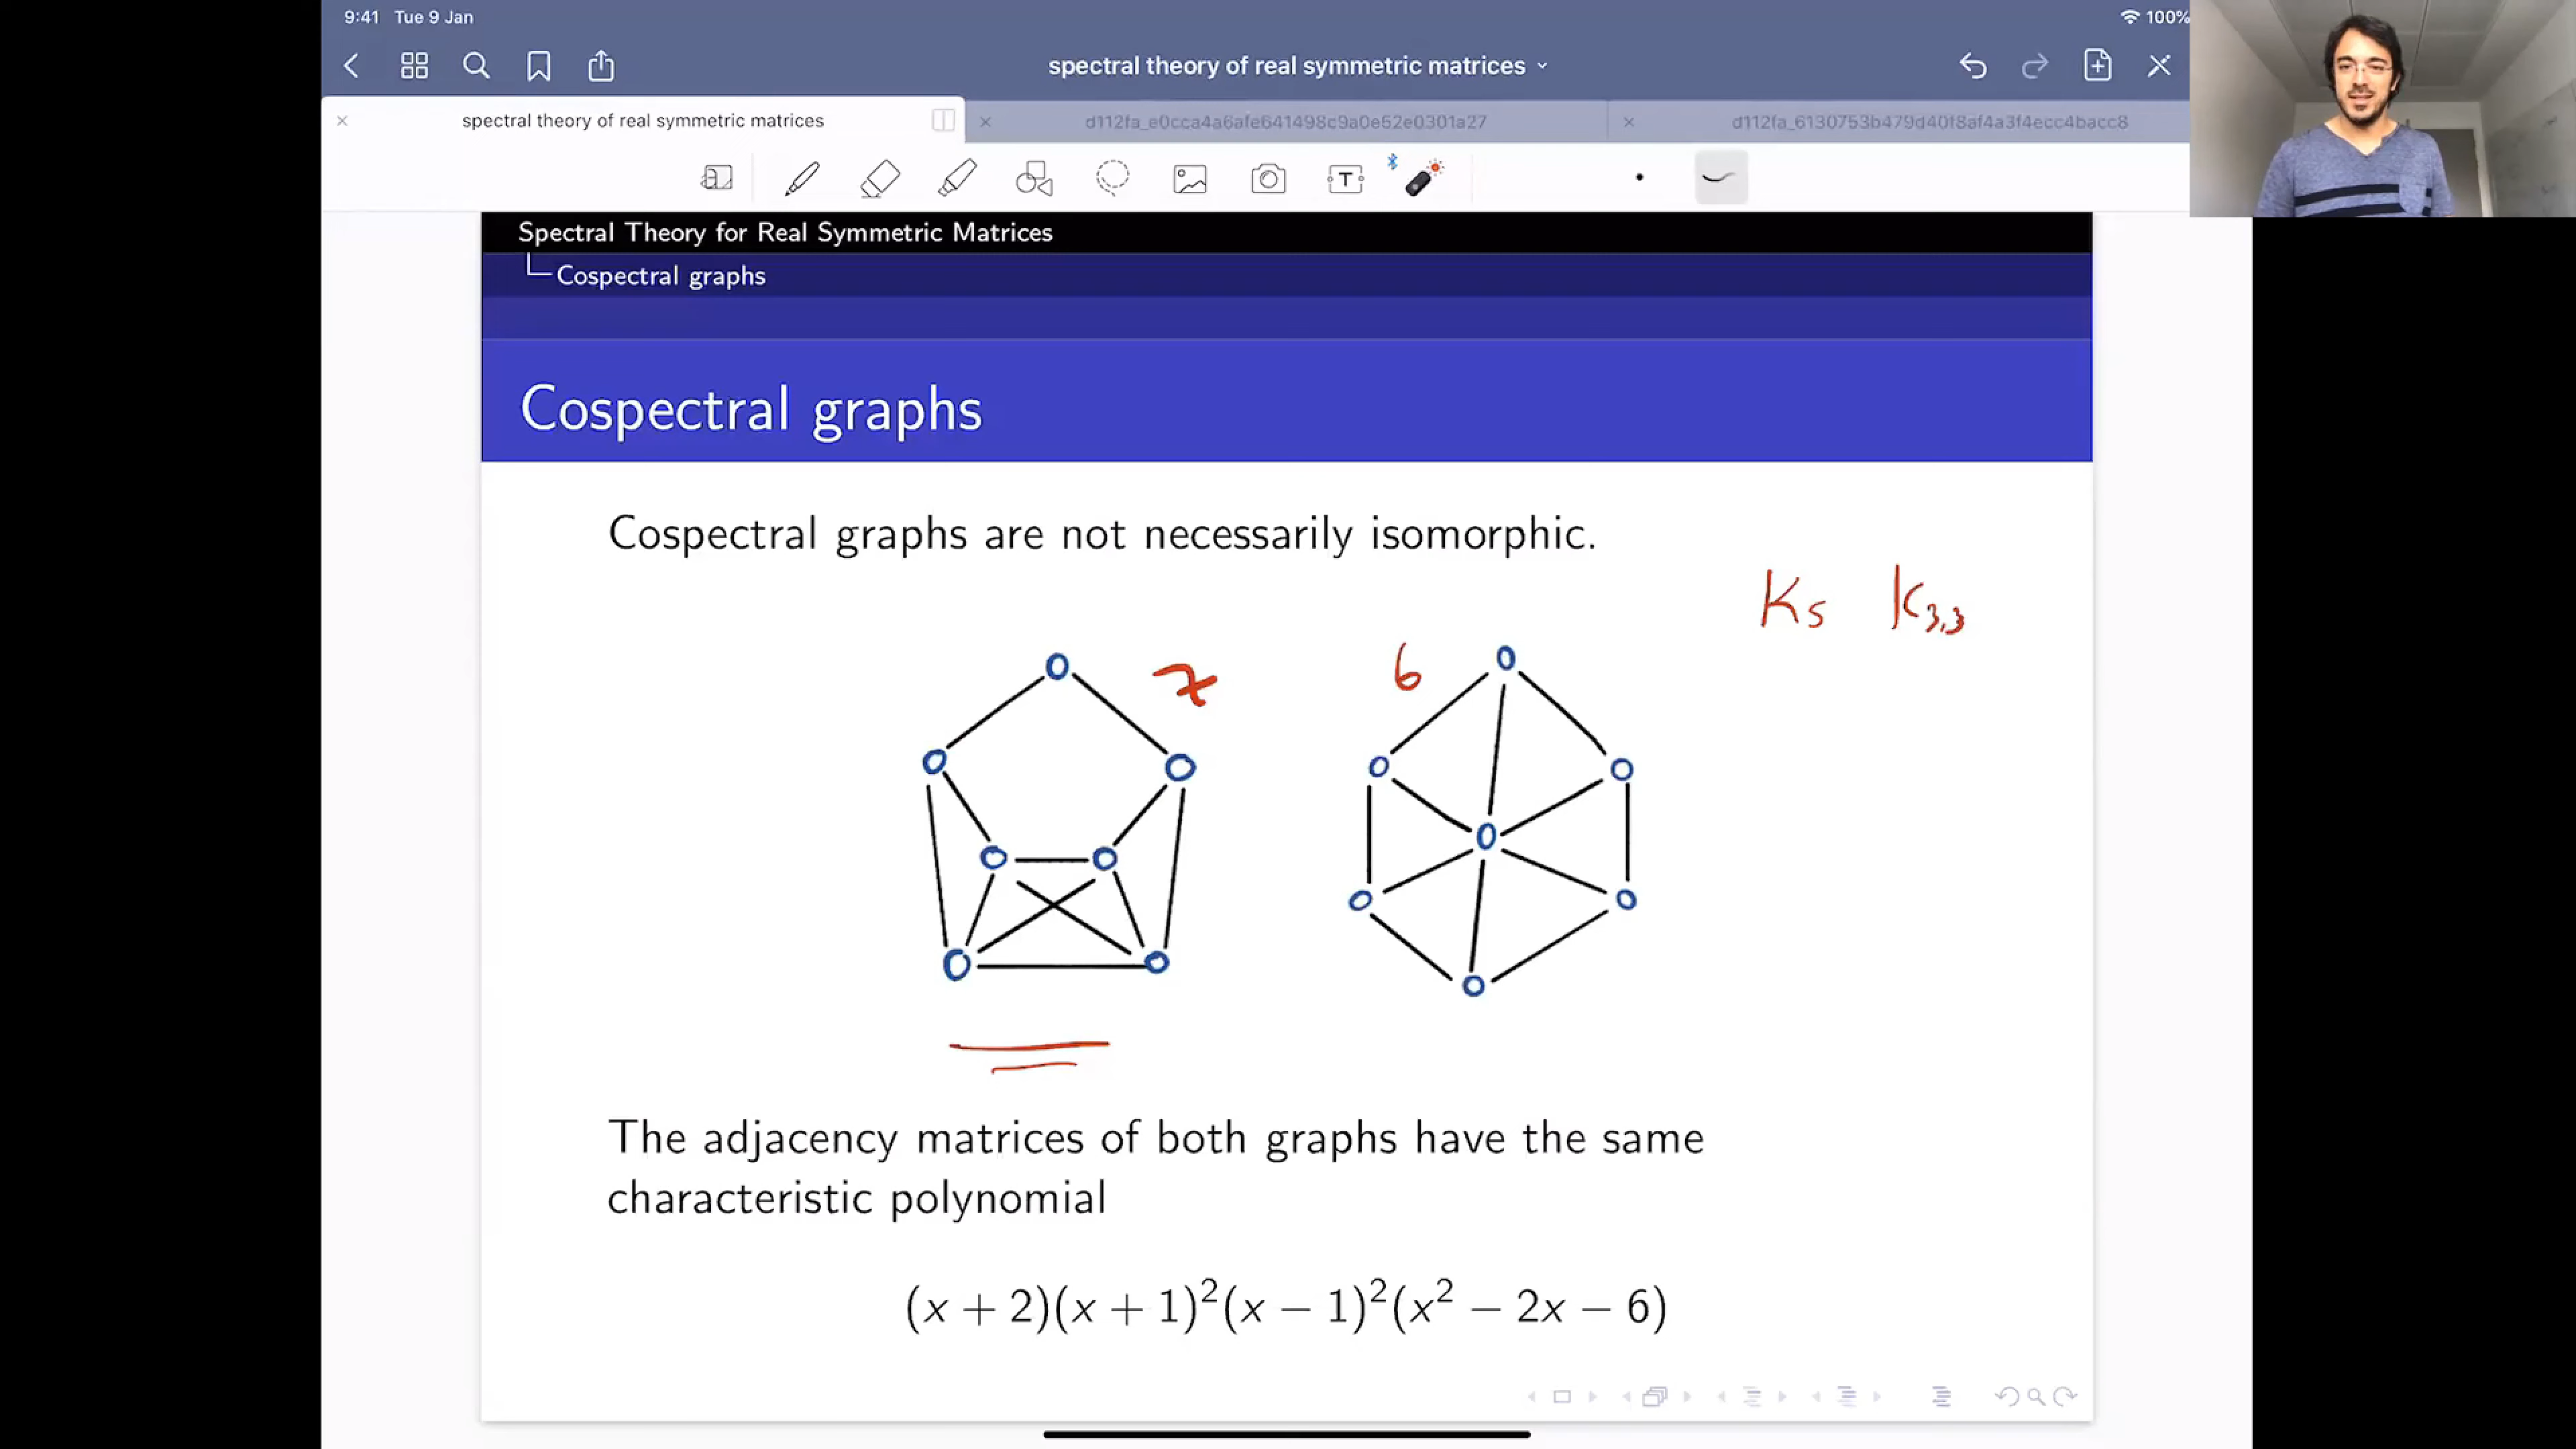 9:41 Tue 9 Jan
100%
spectral theory of real symmetric matrices
spectral theory of real symmetric matrices
d112fa_e0cca4a6afe641498c9a0e52e0301a27
d112fa_6130753b479d40f8af4a3f4ecc4bacc8
Spectral Theory for Real Symmetric Matrices
Cospectral graphs
Cospectral graphs
Cospectral graphs are not necessarily isomorphic.
K5 K3,3
7 6
The adjacency matrices of both graphs have the same
characteristic polynomial
(x + 2)(x + 1)²(x − 1)²(x² − 2x − 6)